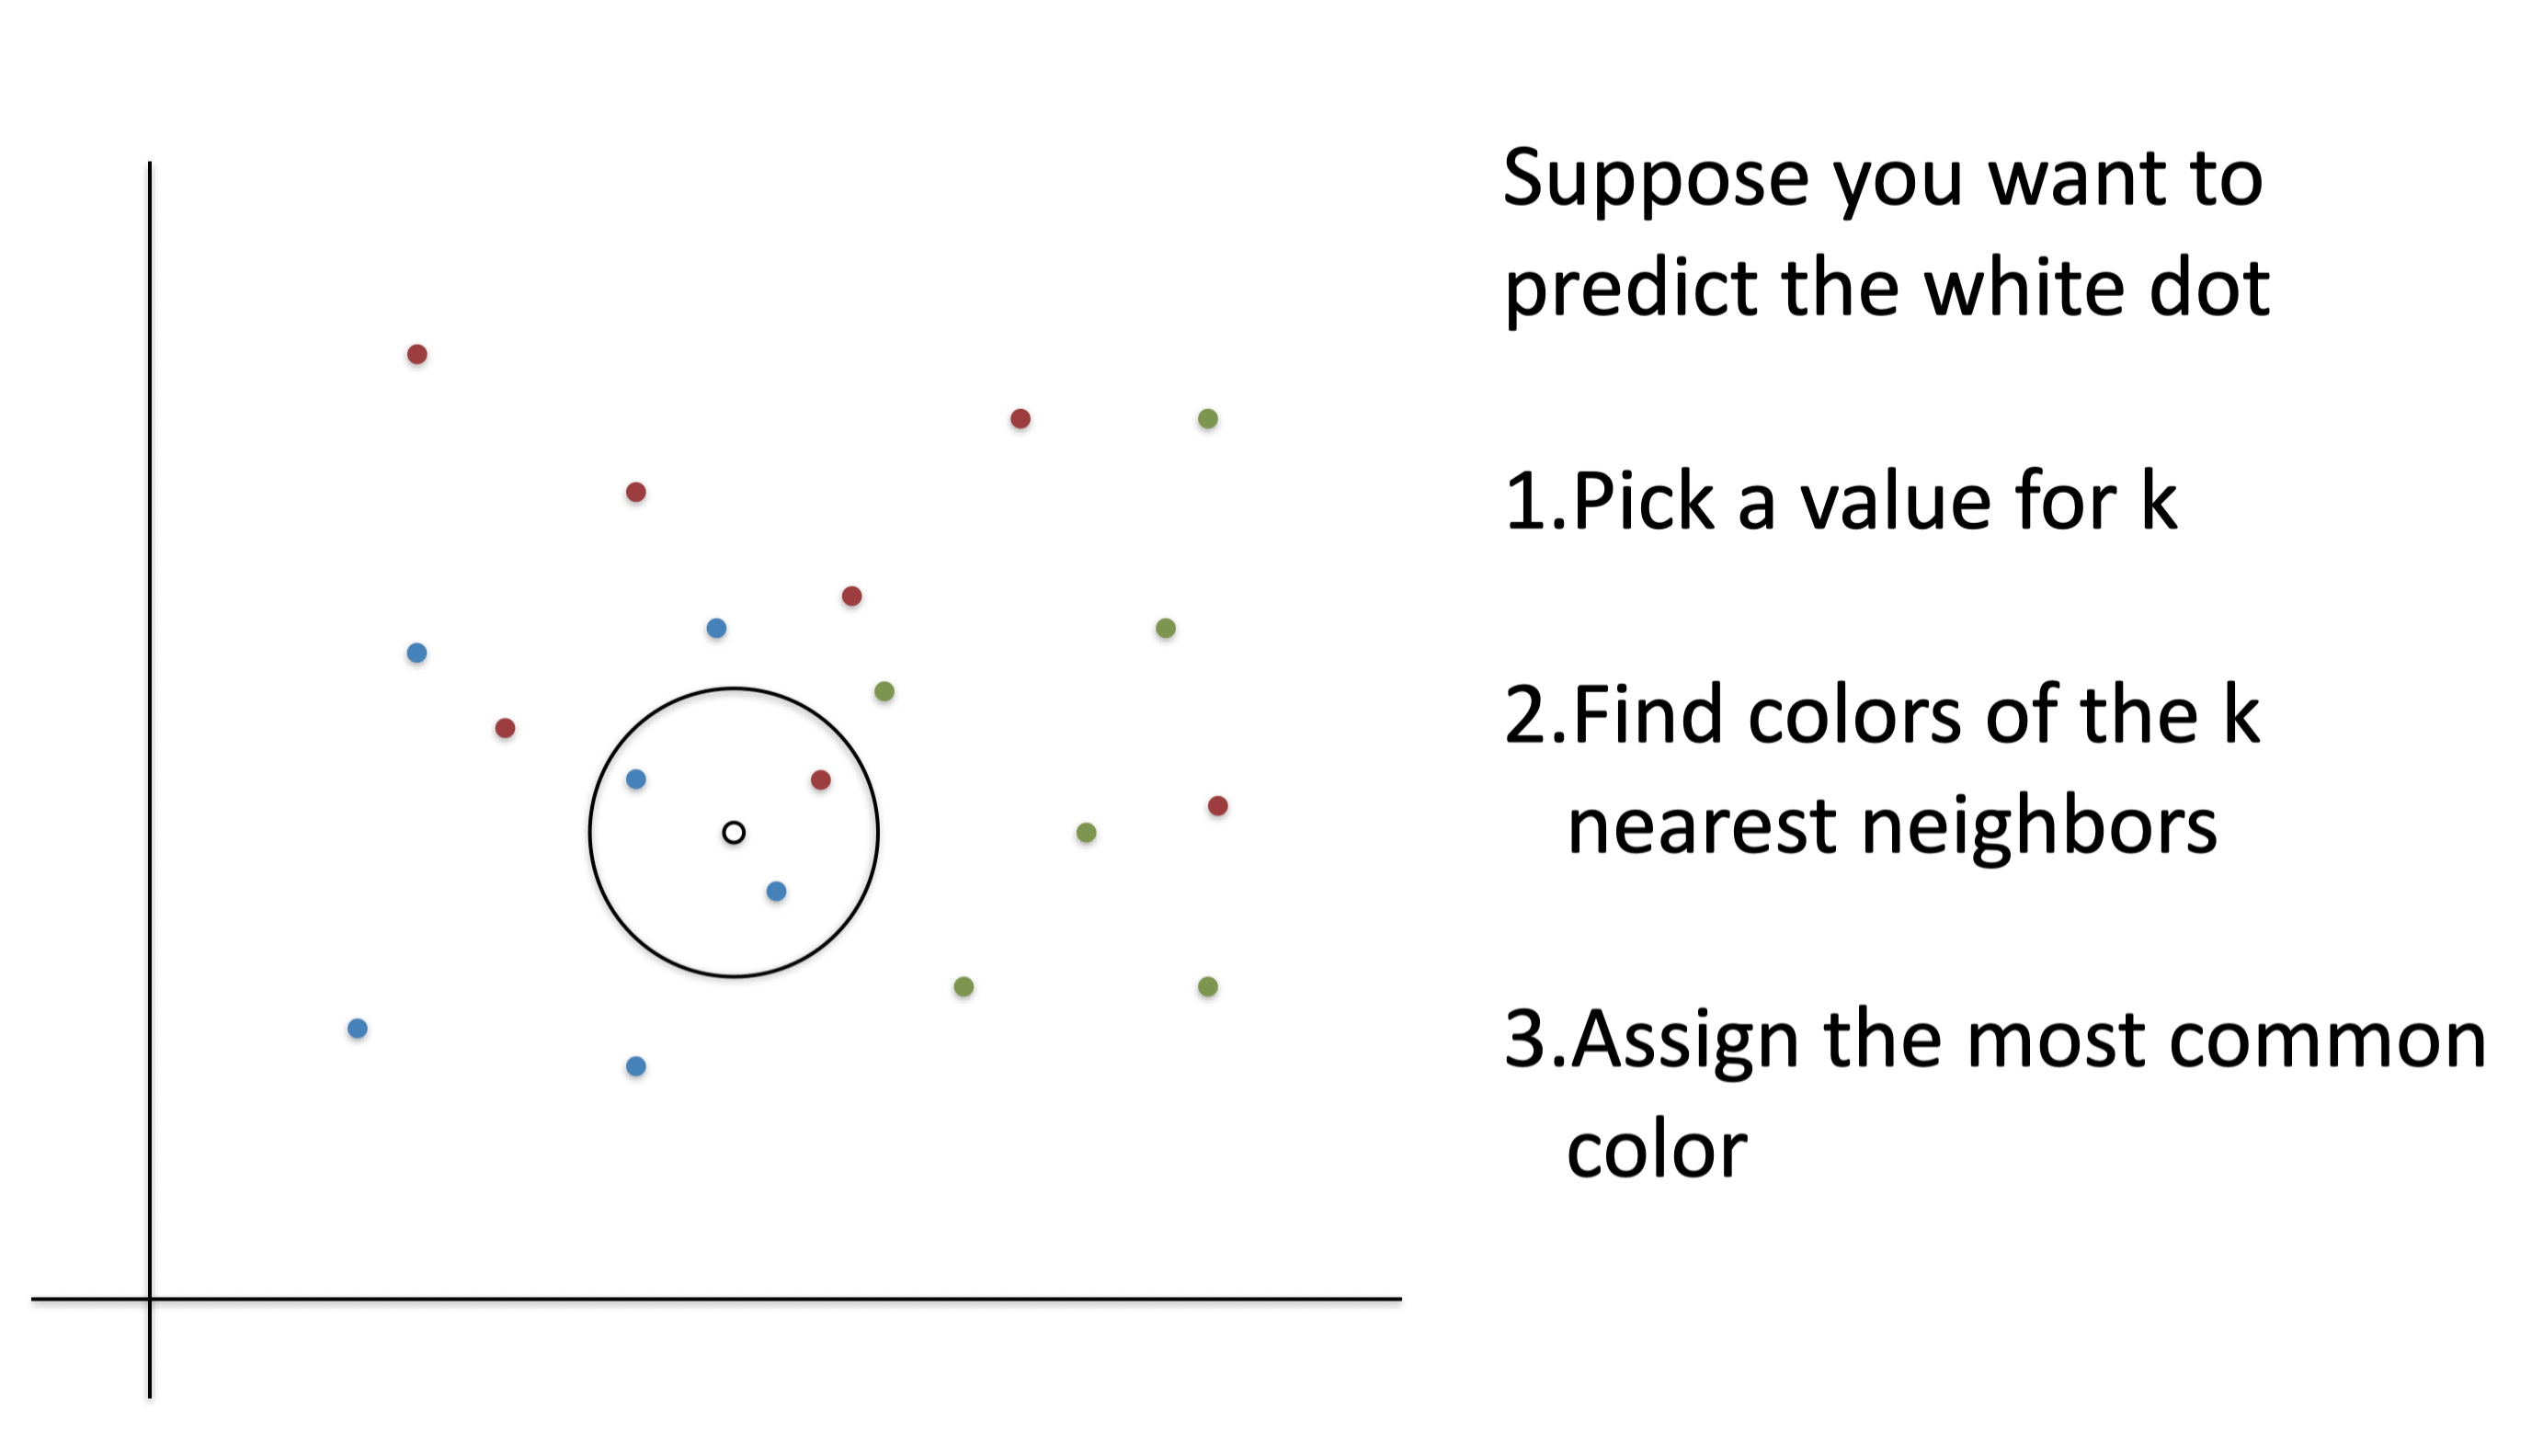 Suppose you want to
predict the white dot
1.Pick a value for k
2.Find colors of the k
nearest neighbors
3.Assign the most common
color